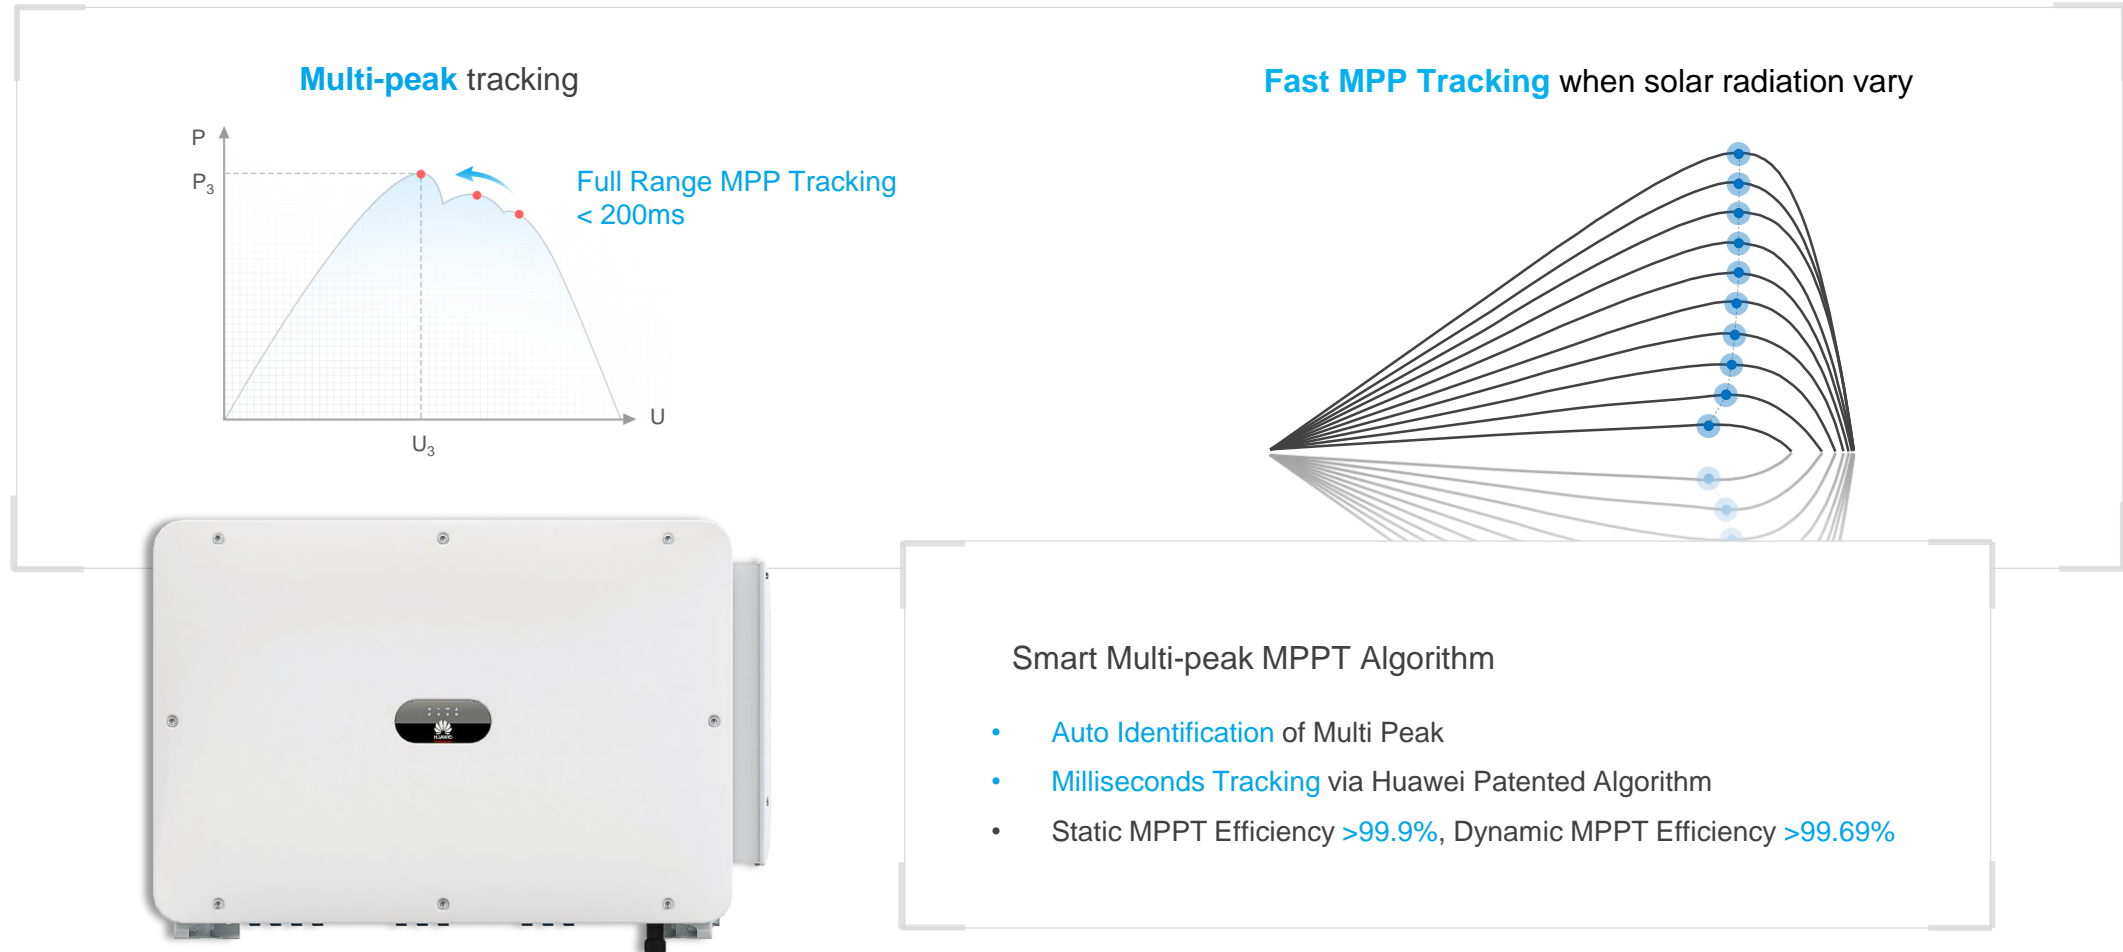 Multi-peak tracking
P
P3
Full Range MPP Tracking
< 200ms
U
U3
Fast MPP Tracking when solar radiation vary
HUAWEI
Smart Multi-peak MPPT Algorithm
• Auto Identification of Multi Peak
• Milliseconds Tracking via Huawei Patented Algorithm
• Static MPPT Efficiency >99.9%, Dynamic MPPT Efficiency >99.69%